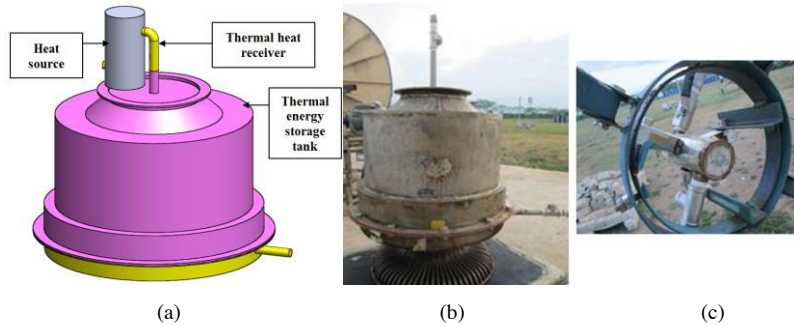 Heat
source
Thermal heat
receiver
Thermal
energy
storage
tank
(a)
(b)
(c)